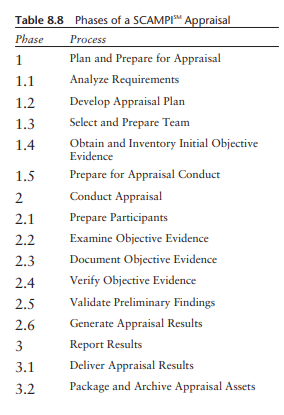 Table 8.8 Phases of a SCAMPI℠ Appraisal
Phase Process
1 Plan and Prepare for Appraisal
1.1 Analyze Requirements
1.2 Develop Appraisal Plan
1.3 Select and Prepare Team
1.4 Obtain and Inventory Initial Objective
Evidence
1.5 Prepare for Appraisal Conduct
2 Conduct Appraisal
2.1 Prepare Participants
2.2 Examine Objective Evidence
2.3 Document Objective Evidence
2.4 Verify Objective Evidence
2.5 Validate Preliminary Findings
2.6 Generate Appraisal Results
3 Report Results
3.1 Deliver Appraisal Results
3.2 Package and Archive Appraisal Assets